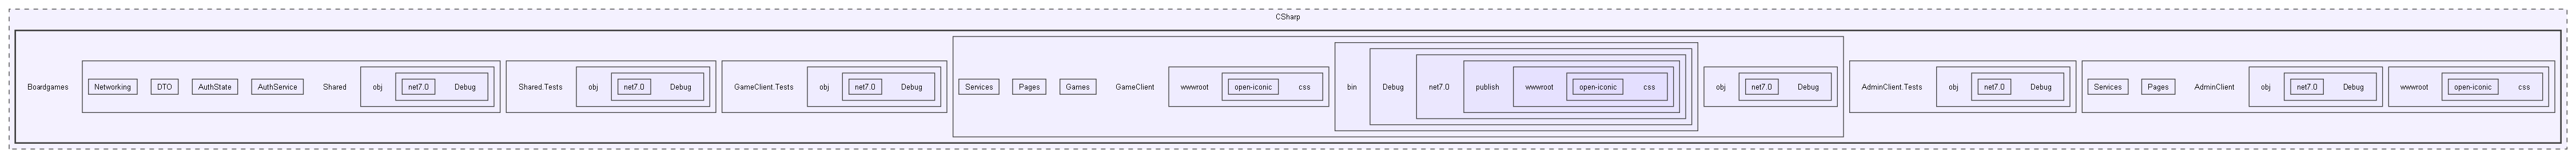 CSharp
Boardgames
Networking
DTO
AuthState
AuthService
Shared
obj
net7.0
Debug
Shared.Tests
obj
net7.0
Debug
GameClient.Tests
obj
net7.0
Debug
Services
Pages
Games
GameClient
wwwroot
open-iconic
css
bin
Debug
net7.0
publish
wwwroot
open-iconic
css
obj
net7.0
Debug
AdminClient.Tests
obj
net7.0
Debug
Services
Pages
AdminClient
obj
net7.0
Debug
wwwroot
open-iconic
css